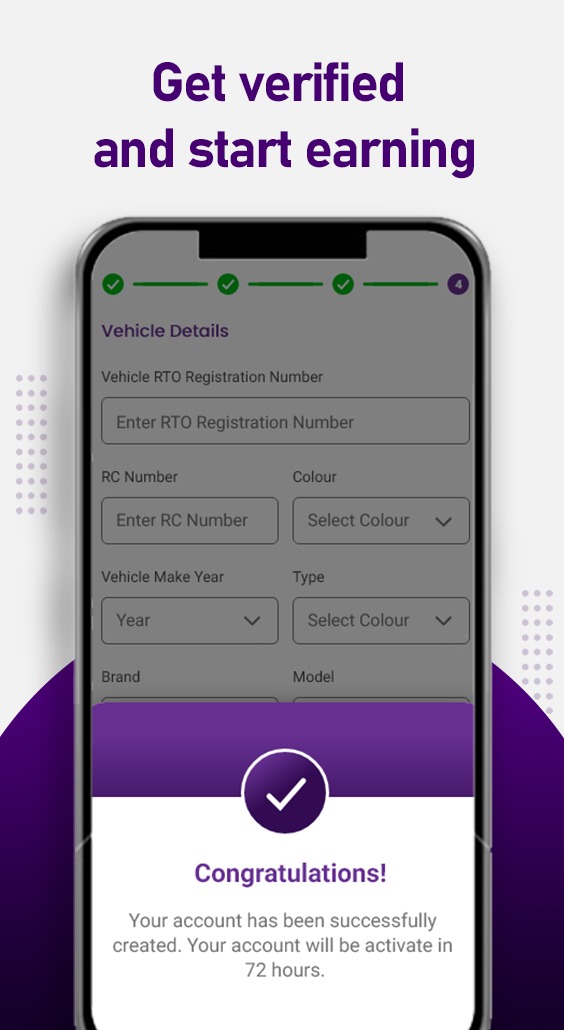 Get verified
and start earning
4
Vehicle Details
Vehicle RTO Registration Number
Enter RTO Registration Number
RC Number
Colour
Enter RC Number
Select Colour
Vehicle Make Year
Type
Year
Select Colour
Brand
Model
Congratulations!
Your account has been successfully
created. Your account will be activate in
72 hours.